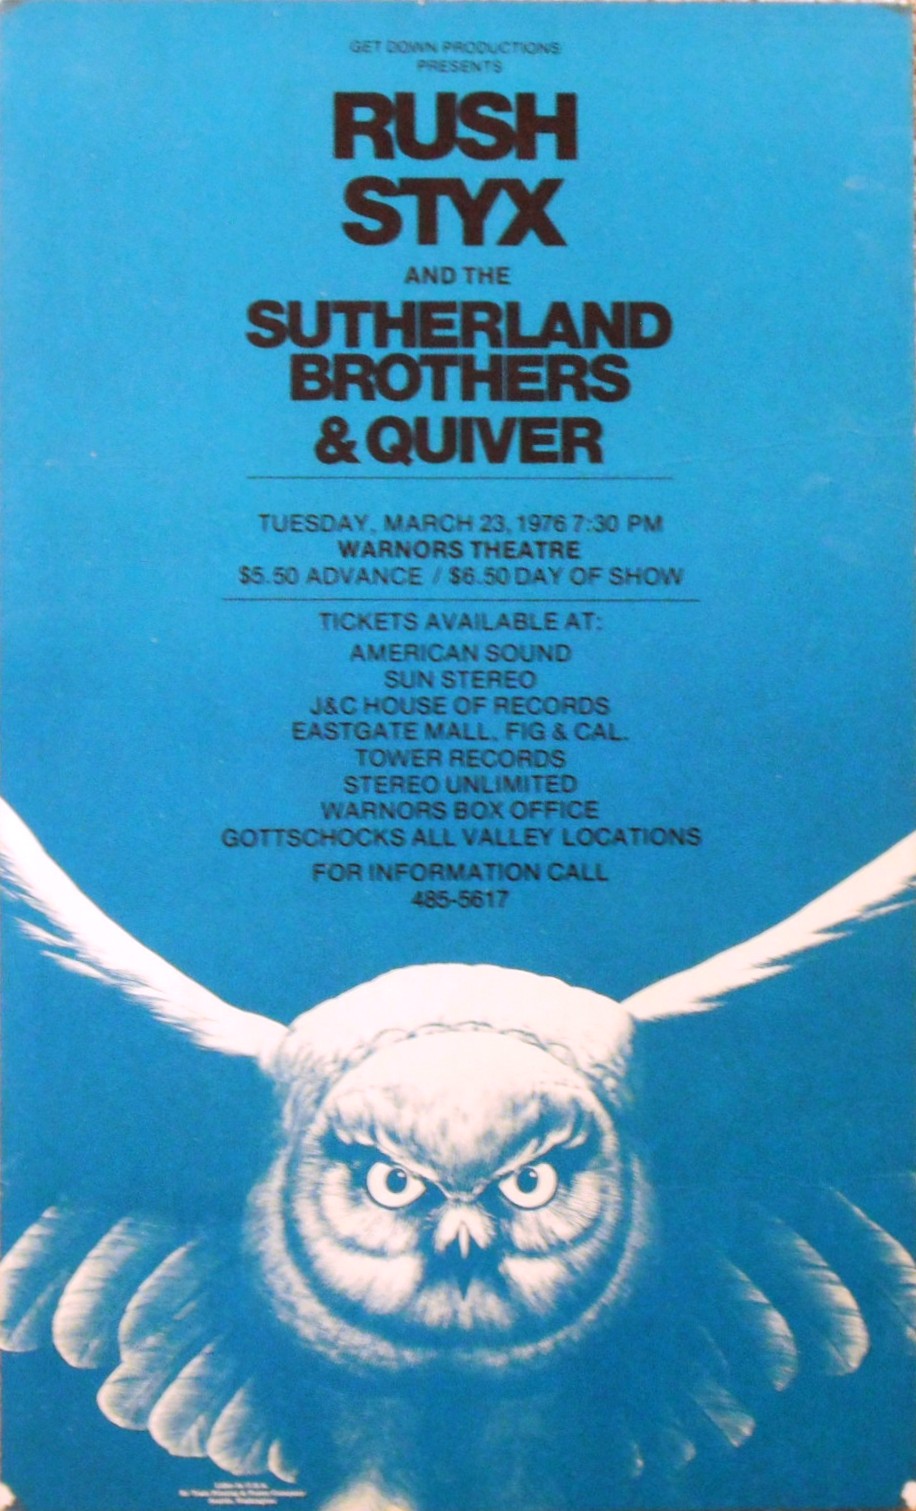 GET DOWN PRODUCTIONS
PRESENTS
RUSH
STYX
AND THE
SUTHERLAND
BROTHERS
& QUIVER
TUESDAY, MARCH 23, 1976 7:30 PM
WARNORS THEATRE
$5.50 ADVANCE / $6.50 DAY OF SHOW
TICKETS AVAILABLE AT:
AMERICAN SOUND
SUN STEREO
J&C HOUSE OF RECORDS
EASTGATE MALL, FIG & CAL.
TOWER RECORDS
STEREO UNLIMITED
WARNORS BOX OFFICE
GOTTSCHOCKS ALL VALLEY LOCATIONS
FOR INFORMATION CALL
485-5617